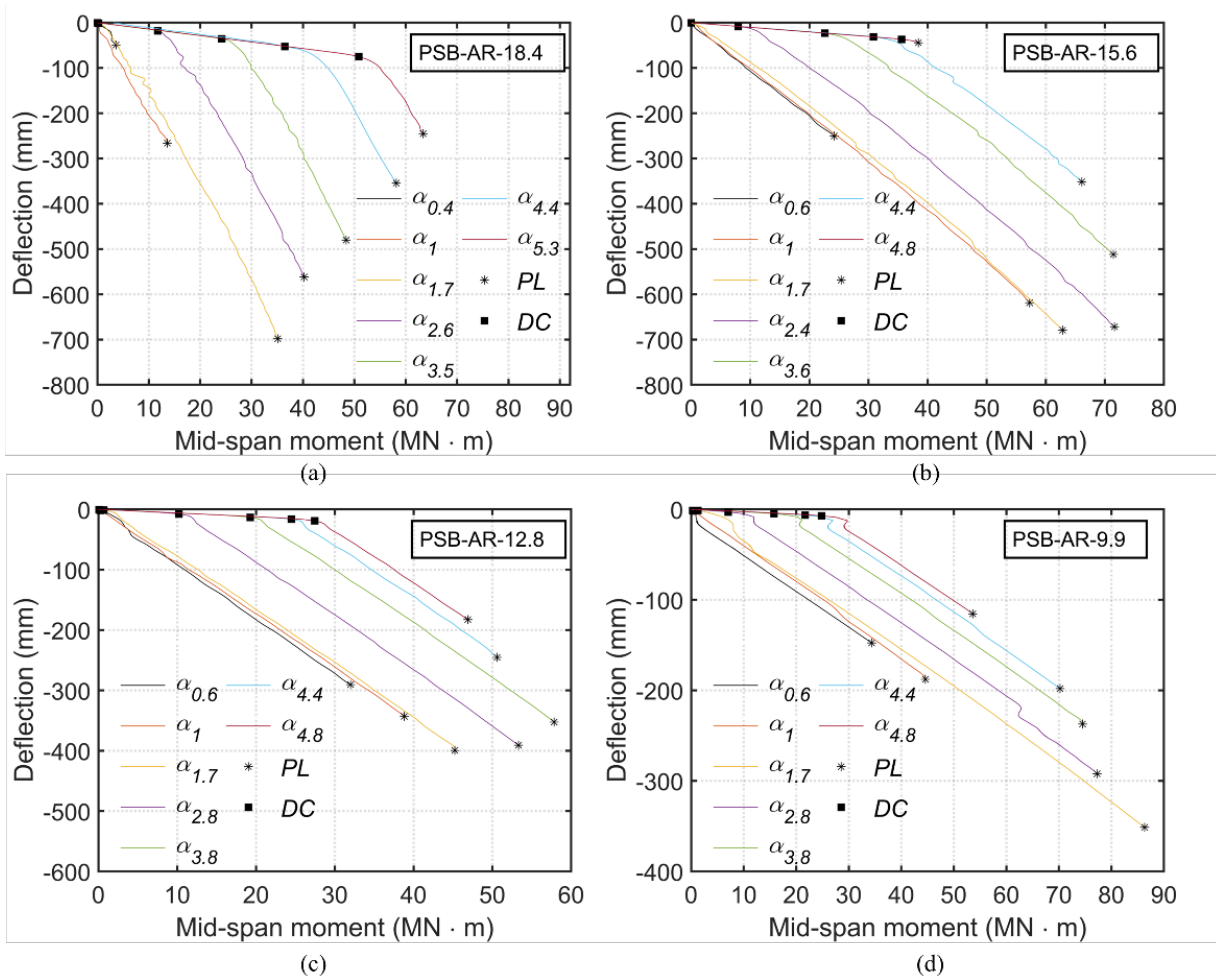 0
-100
-200
-300
-400
-500
-600
-700
-800
Deflection (mm)
PSB-AR-18.4
α0.4 α4.4
α1 α5.3
α1.7 PL
α2.6 DC
α3.5
0 10 20 30 40 50 60 70 80 90
Mid-span moment (MN · m)
(a)
0
-100
-200
-300
-400
-500
-600
-700
-800
Deflection (mm)
PSB-AR-15.6
α0.6 α4.4
α1 α4.8
α1.7 PL
α2.4 DC
α3.6
0 10 20 30 40 50 60 70 80
Mid-span moment (MN · m)
(b)
0
-100
-200
-300
-400
-500
-600
Deflection (mm)
PSB-AR-12.8
α0.6 α4.4
α1 α4.8
α1.7 PL
α2.8 DC
α3.8
0 10 20 30 40 50 60
Mid-span moment (MN · m)
(c)
0
-100
-200
-300
-400
Deflection (mm)
PSB-AR-9.9
α0.6 α4.4
α1 α4.8
α1.7 PL
α2.8 DC
α3.8
0 10 20 30 40 50 60 70 80 90
Mid-span moment (MN · m)
(d)